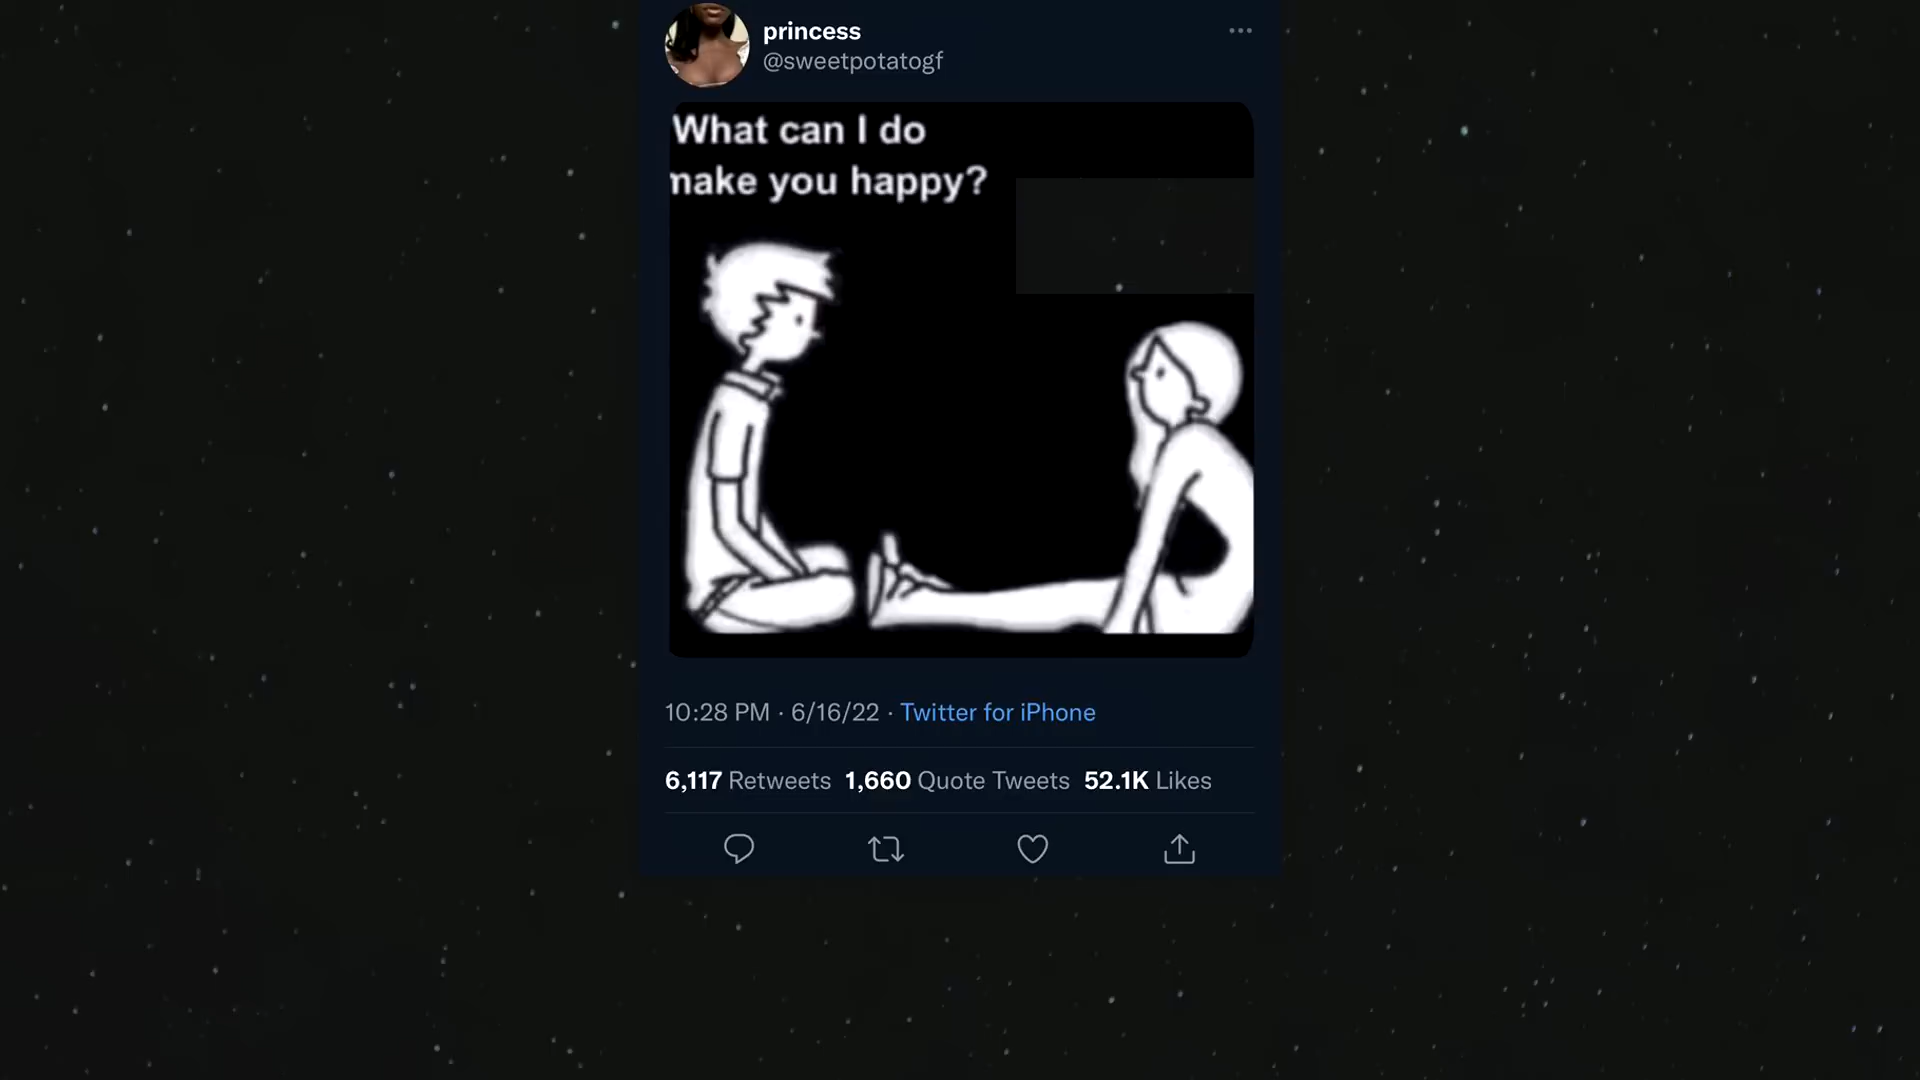 princess
@sweetpotatogf
What can I do
make you happy?
10:28 PM · 6/16/22 · Twitter for iPhone
6,117 Retweets 1,660 Quote Tweets 52.1K Likes